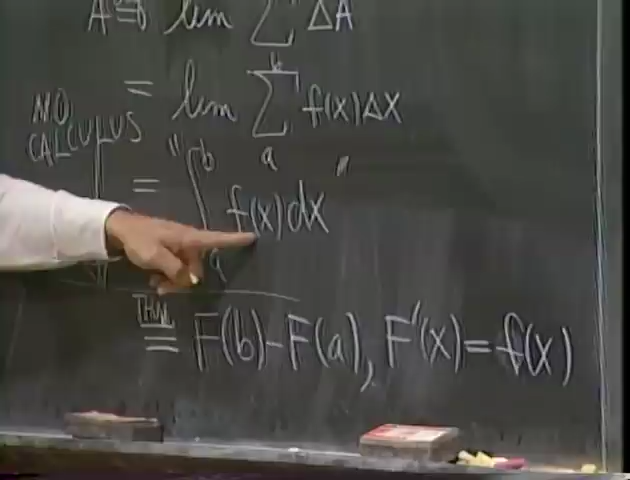 A = lim Σ ΔA
= lim Σ f(x)Δx
b
a
NO
CALCULUS
= "∫ f(x)dx"
b
a
THM
= F(b)-F(a), F'(x)=f(x)